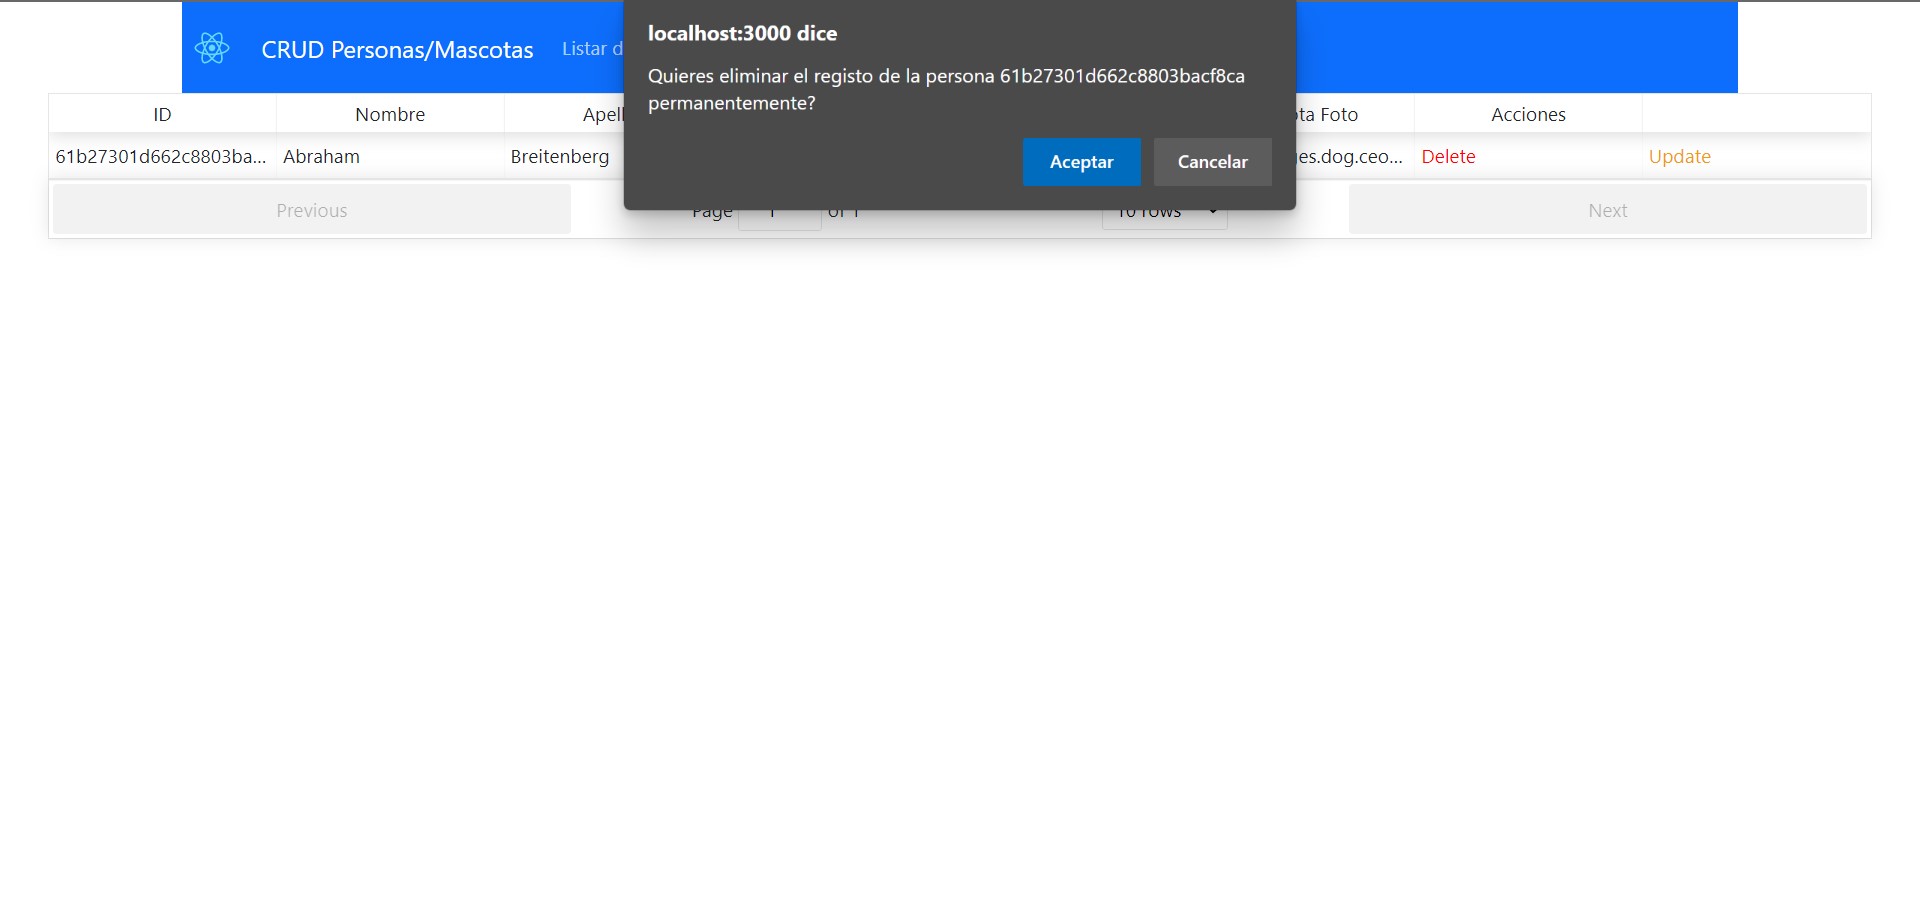 localhost:3000 dice
Quieres eliminar el registo de la persona 61b27301d662c8803bacf8ca
permanentemente?
Aceptar Cancelar
CRUD Personas/Mascotas Listar d
ID Nombre Apell ota Foto Acciones
61b27301d662c8803ba... Abraham Breitenberg es.dog.ceo... Delete Update
Previous Page 1 of 1 10 rows Next